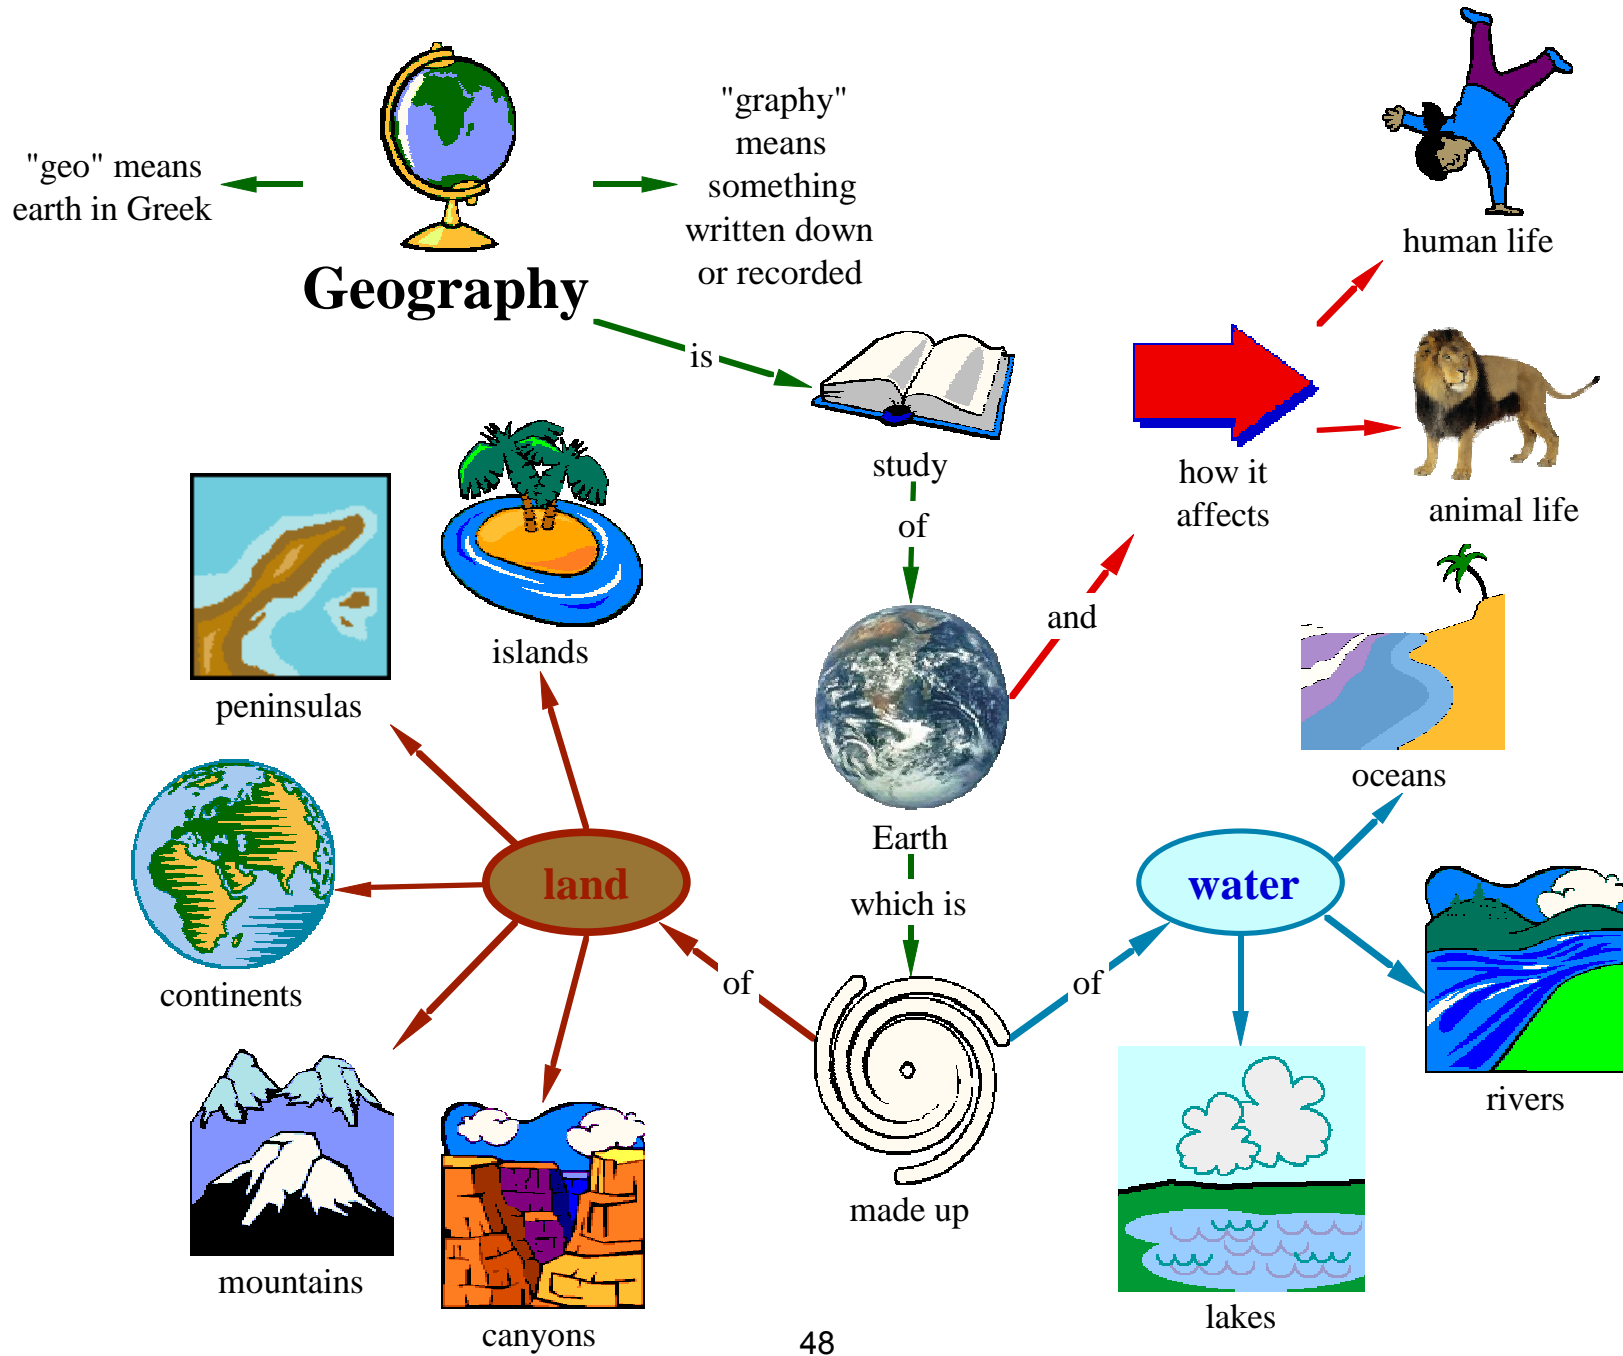 "geo" means
earth in Greek
"graphy"
means
something
written down
or recorded
Geography
is
study
of
Earth
and
how it
affects
human life
animal life
which is
made up
of
land
islands
peninsulas
continents
mountains
canyons
of
water
oceans
rivers
lakes
48